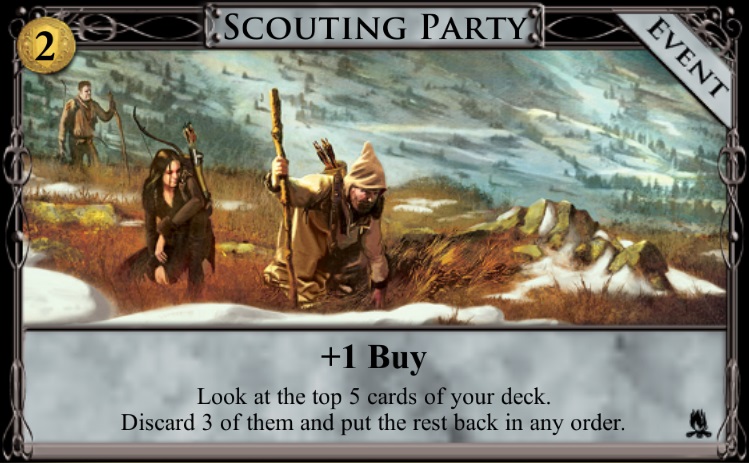 2
SCOUTING PARTY
EVENT
+1 Buy
Look at the top 5 cards of your deck.
Discard 3 of them and put the rest back in any order.